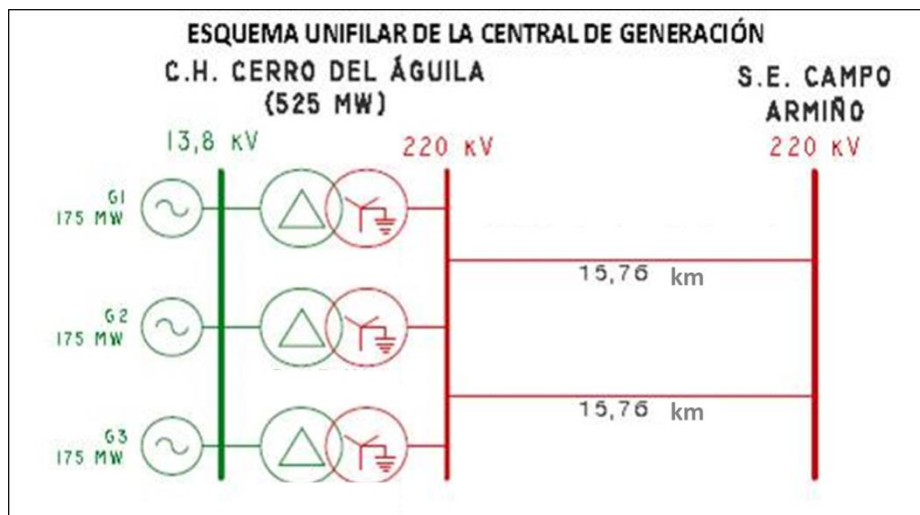 ESQUEMA UNIFILAR DE LA CENTRAL DE GENERACIÓN
C.H. CERRO DEL ÁGUILA
(525 MW)
S.E. CAMPO
ARMIÑO
13,8 KV
220 KV
220 KV
G1
175 MW
15,76 km
G2
175 MW
15,76 km
G3
175 MW